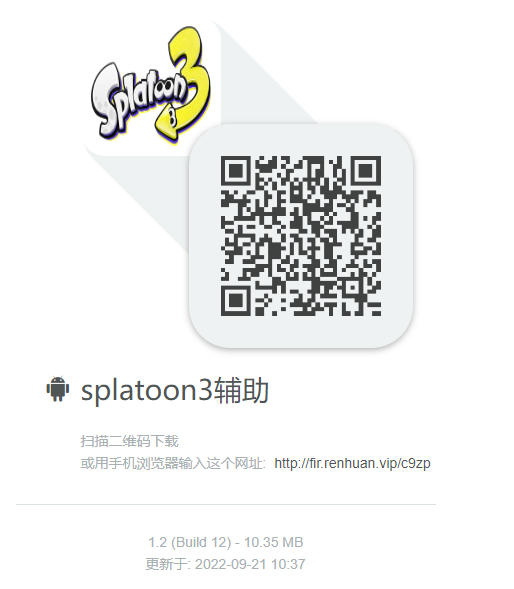 Splatoon
3
splatoon3辅助
扫描二维码下载
或用手机浏览器输入这个网址: http://fir.renhuan.vip/c9zp
1.2 (Build 12) - 10.35 MB
更新于: 2022-09-21 10:37